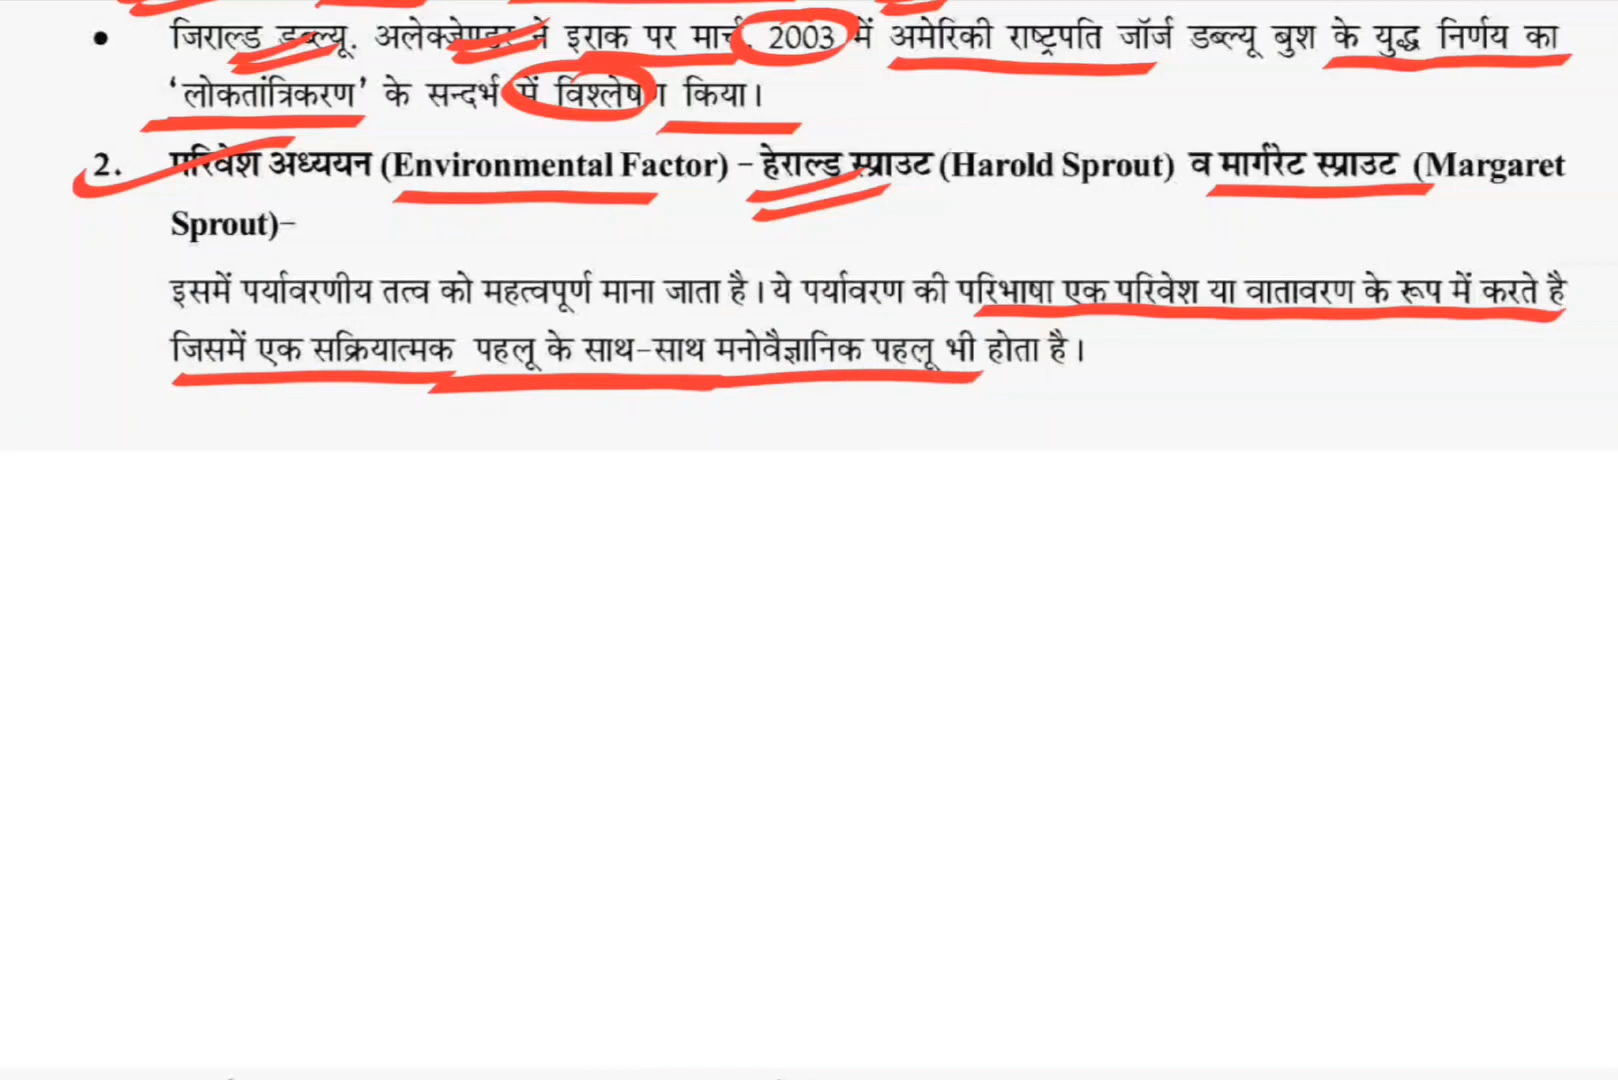 • जिराल्ड डब्ल्यू. अलेक्जेण्डर ने इराक पर मार्च, 2003 में अमेरिकी राष्ट्रपति जॉर्ज डब्ल्यू बुश के युद्ध निर्णय का
‘लोकतांत्रिकरण’ के सन्दर्भ में विश्लेषण किया।
2. परिवेश अध्ययन (Environmental Factor) – हेराल्ड स्प्राउट (Harold Sprout) व मार्गरेट स्प्राउट (Margaret
Sprout)–
इसमें पर्यावरणीय तत्व को महत्वपूर्ण माना जाता है। ये पर्यावरण की परिभाषा एक परिवेश या वातावरण के रूप में करते है
जिसमें एक सक्रियात्मक पहलू के साथ-साथ मनोवैज्ञानिक पहलू भी होता है।